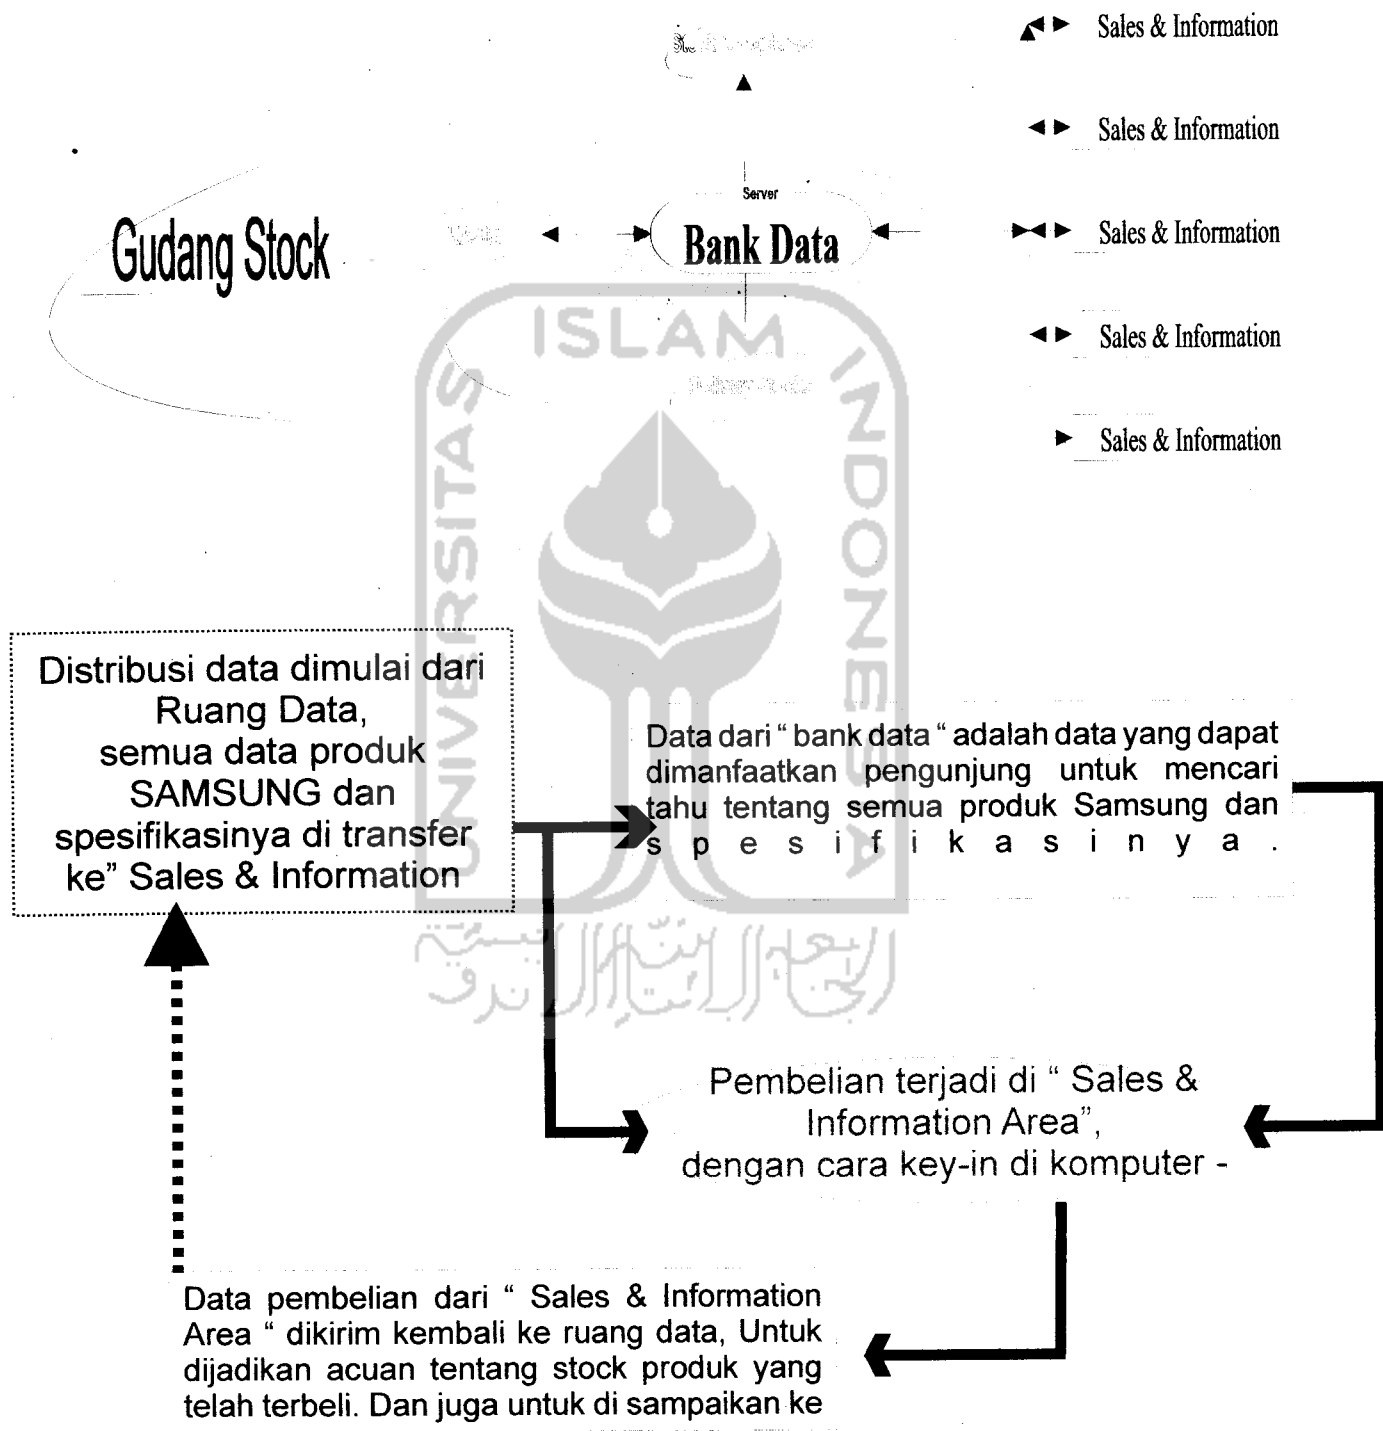 Sales & Information
Sales & Information
Server
Gudang Stock
Bank Data
Sales & Information
Sales & Information
Sales & Information
UNIVERSITAS
ISLAM
INDONESIA
Distribusi data dimulai dari
Ruang Data,
semua data produk
SAMSUNG dan
spesifikasinya di transfer
ke” Sales & Information
Data dari “ bank data “ adalah data yang dapat
dimanfaatkan pengunjung untuk mencari
tahu tentang semua produk Samsung dan
s p e s i f i k a s i n y a .
Pembelian terjadi di “ Sales &
Information Area”,
dengan cara key-in di komputer -
Data pembelian dari “ Sales & Information
Area “ dikirim kembali ke ruang data, Untuk
dijadikan acuan tentang stock produk yang
telah terbeli. Dan juga untuk di sampaikan ke